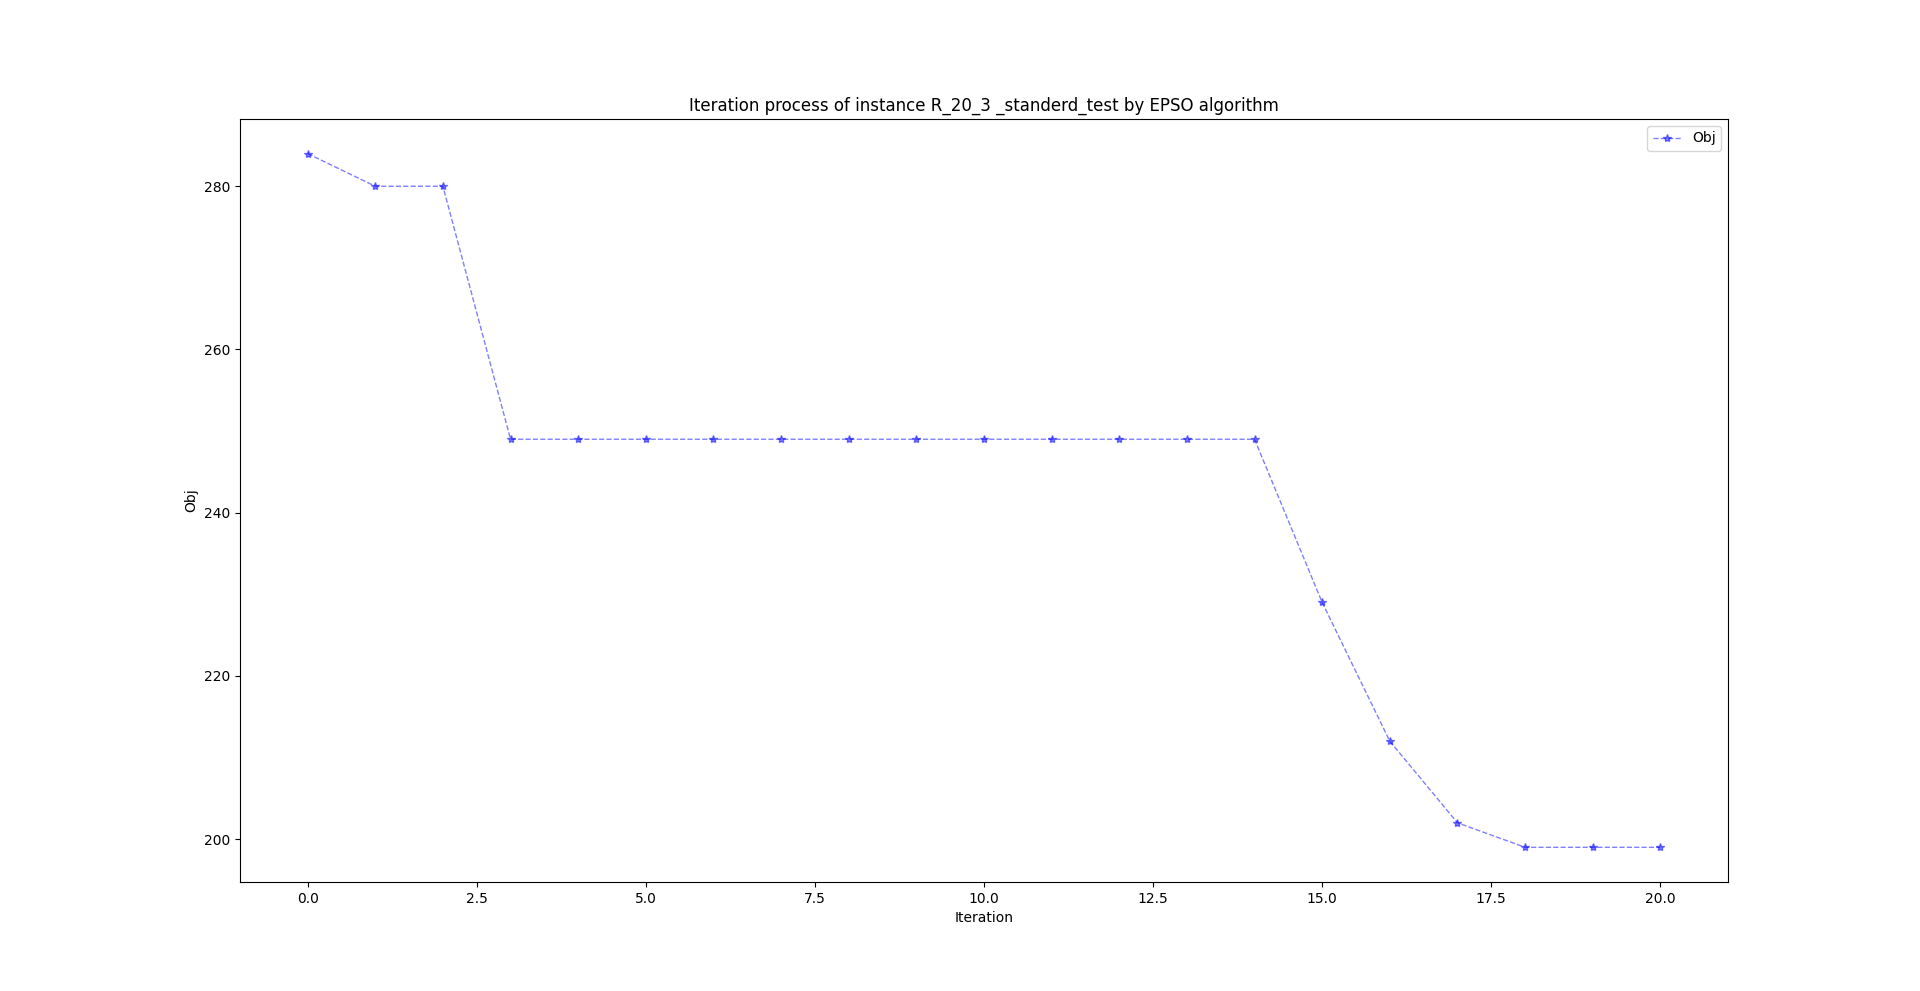 Iteration process of instance R_20_3 _standerd_test by EPSO algorithm
Obj
280
260
240
220
200
Obj
0.0 2.5 5.0 7.5 10.0 12.5 15.0 17.5 20.0
Iteration